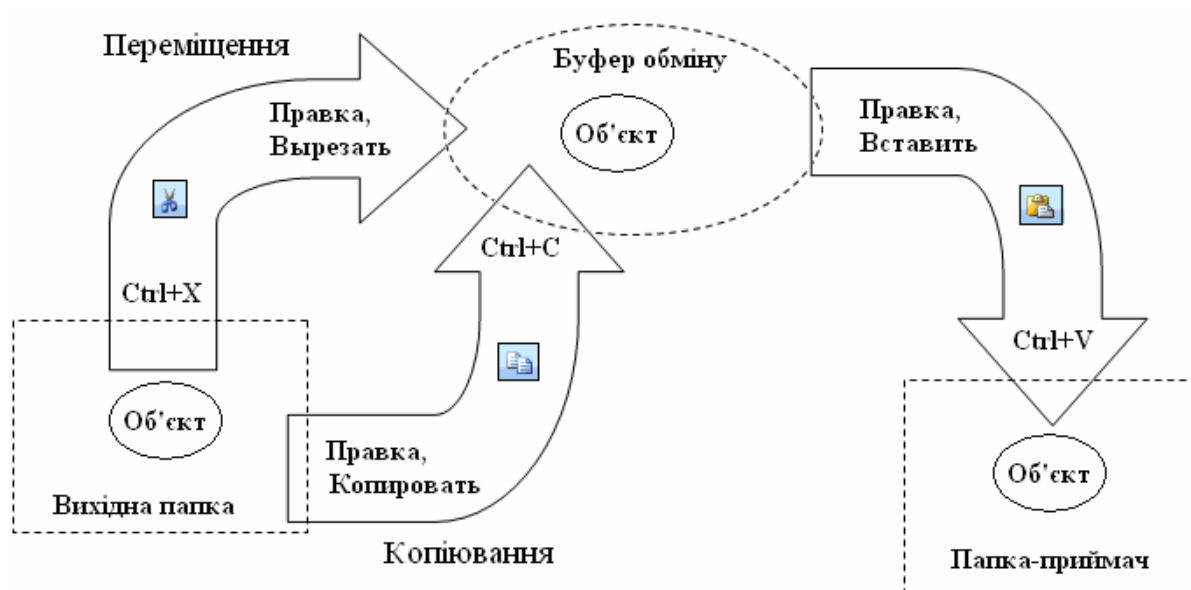 Переміщення
Буфер обміну
Правка,
Вырезать
Об'єкт
Правка,
Вставить
Ctrl+C
Ctrl+X
Ctrl+V
Об'єкт
Правка,
Копировать
Вихідна папка
Об'єкт
Копіювання
Папка-приймач